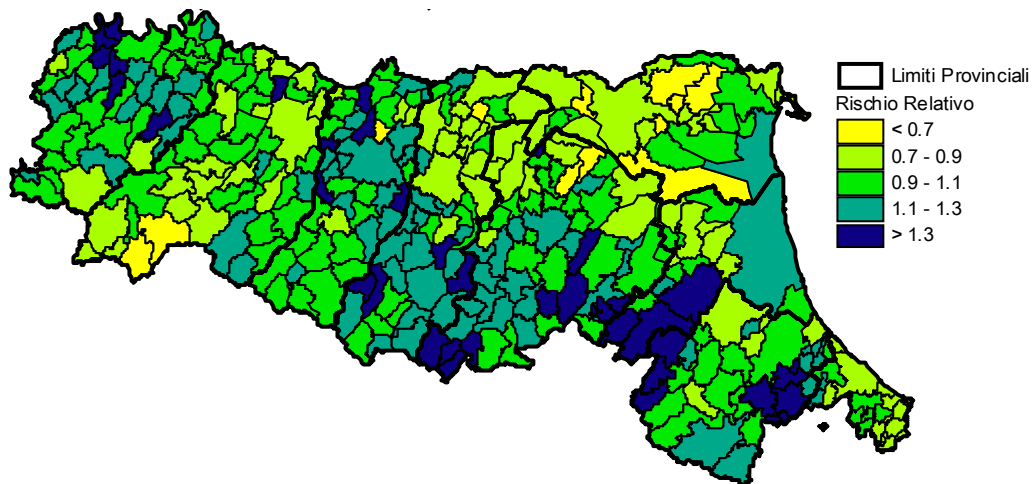 Limiti Provinciali
Rischio Relativo
< 0.7
0.7 - 0.9
0.9 - 1.1
1.1 - 1.3
> 1.3